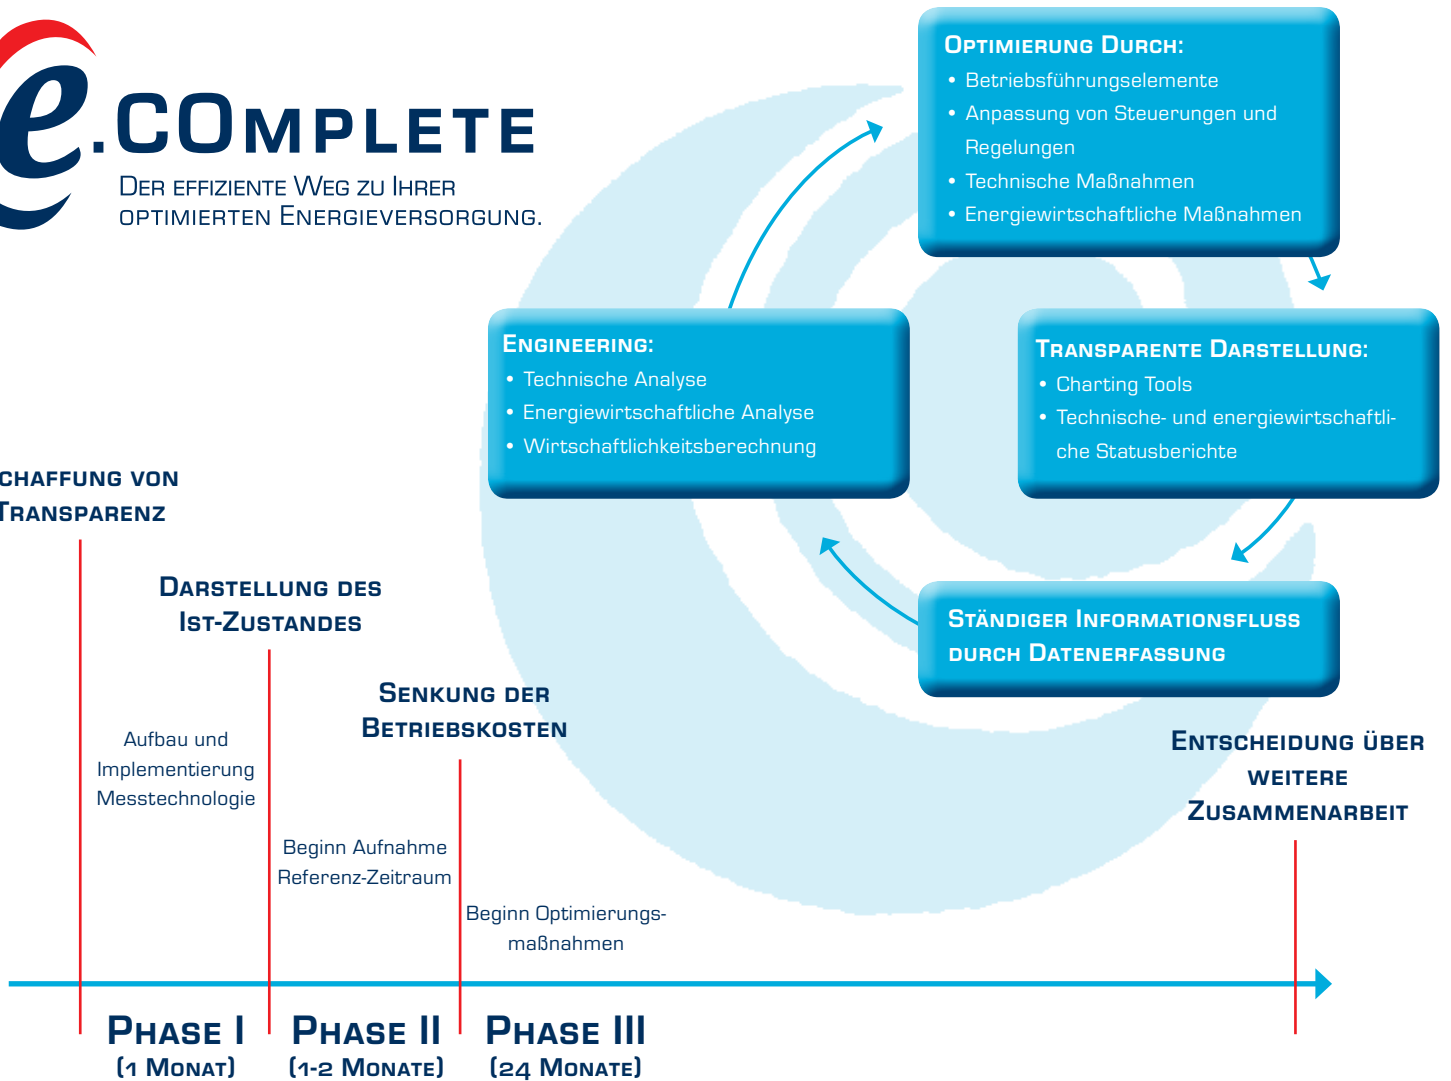 e.COMPLETE
DER EFFIZIENTE WEG ZU IHRER
OPTIMIERTEN ENERGIEVERSORGUNG.
OPTIMIERUNG DURCH:
• Betriebsführungselemente
• Anpassung von Steuerungen und
Regelungen
• Technische Maßnahmen
• Energiewirtschaftliche Maßnahmen
ENGINEERING:
• Technische Analyse
• Energiewirtschaftliche Analyse
• Wirtschaftlichkeitsberechnung
TRANSPARENTE DARSTELLUNG:
• Charting Tools
• Technische- und energiewirtschaftli-
che Statusberichte
STÄNDIGER INFORMATIONSFLUSS
DURCH DATENERFASSUNG
CHAFFUNG VON
TRANSPARENZ
DARSTELLUNG DES
IST-ZUSTANDES
SENKUNG DER
BETRIEBSKOSTEN
ENTSCHEIDUNG ÜBER
WEITERE
ZUSAMMENARBEIT
Aufbau und
Implementierung
Messtechnologie
Beginn Aufnahme
Referenz-Zeitraum
Beginn Optimierungs-
maßnahmen
PHASE I
(1 MONAT)
PHASE II
(1-2 MONATE)
PHASE III
(24 MONATE)